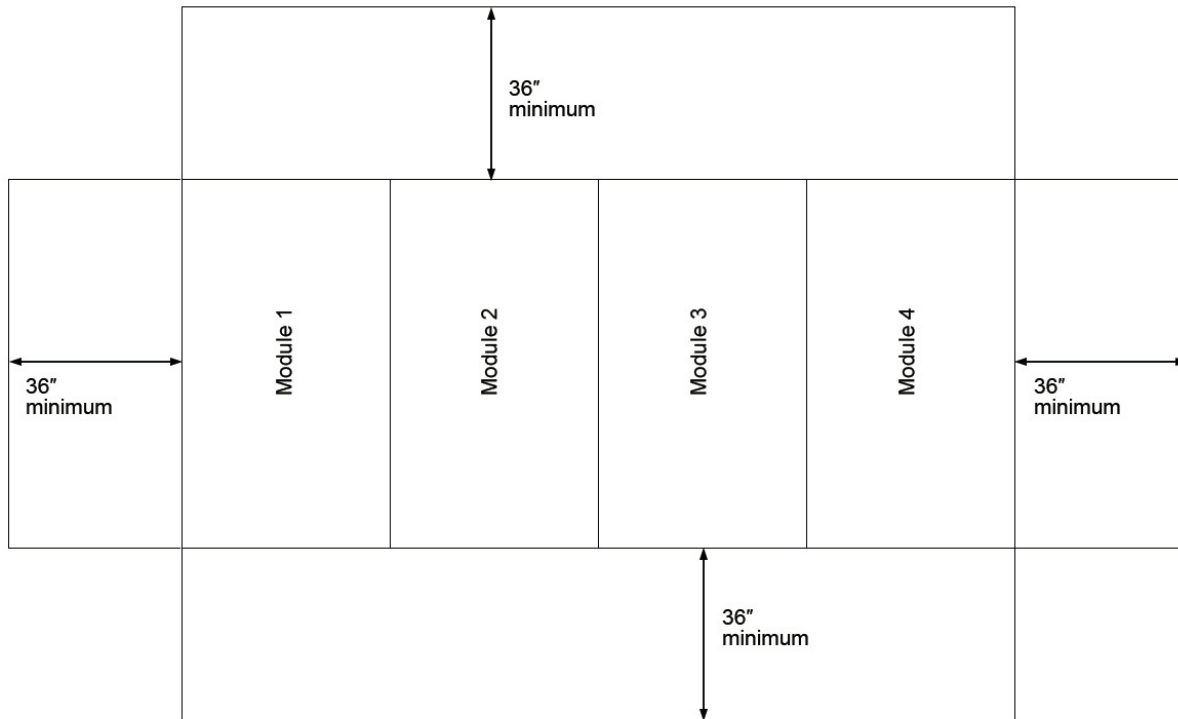 36″
minimum
Module 1
Module 2
Module 3
Module 4
36″
minimum
36″
minimum
36″
minimum